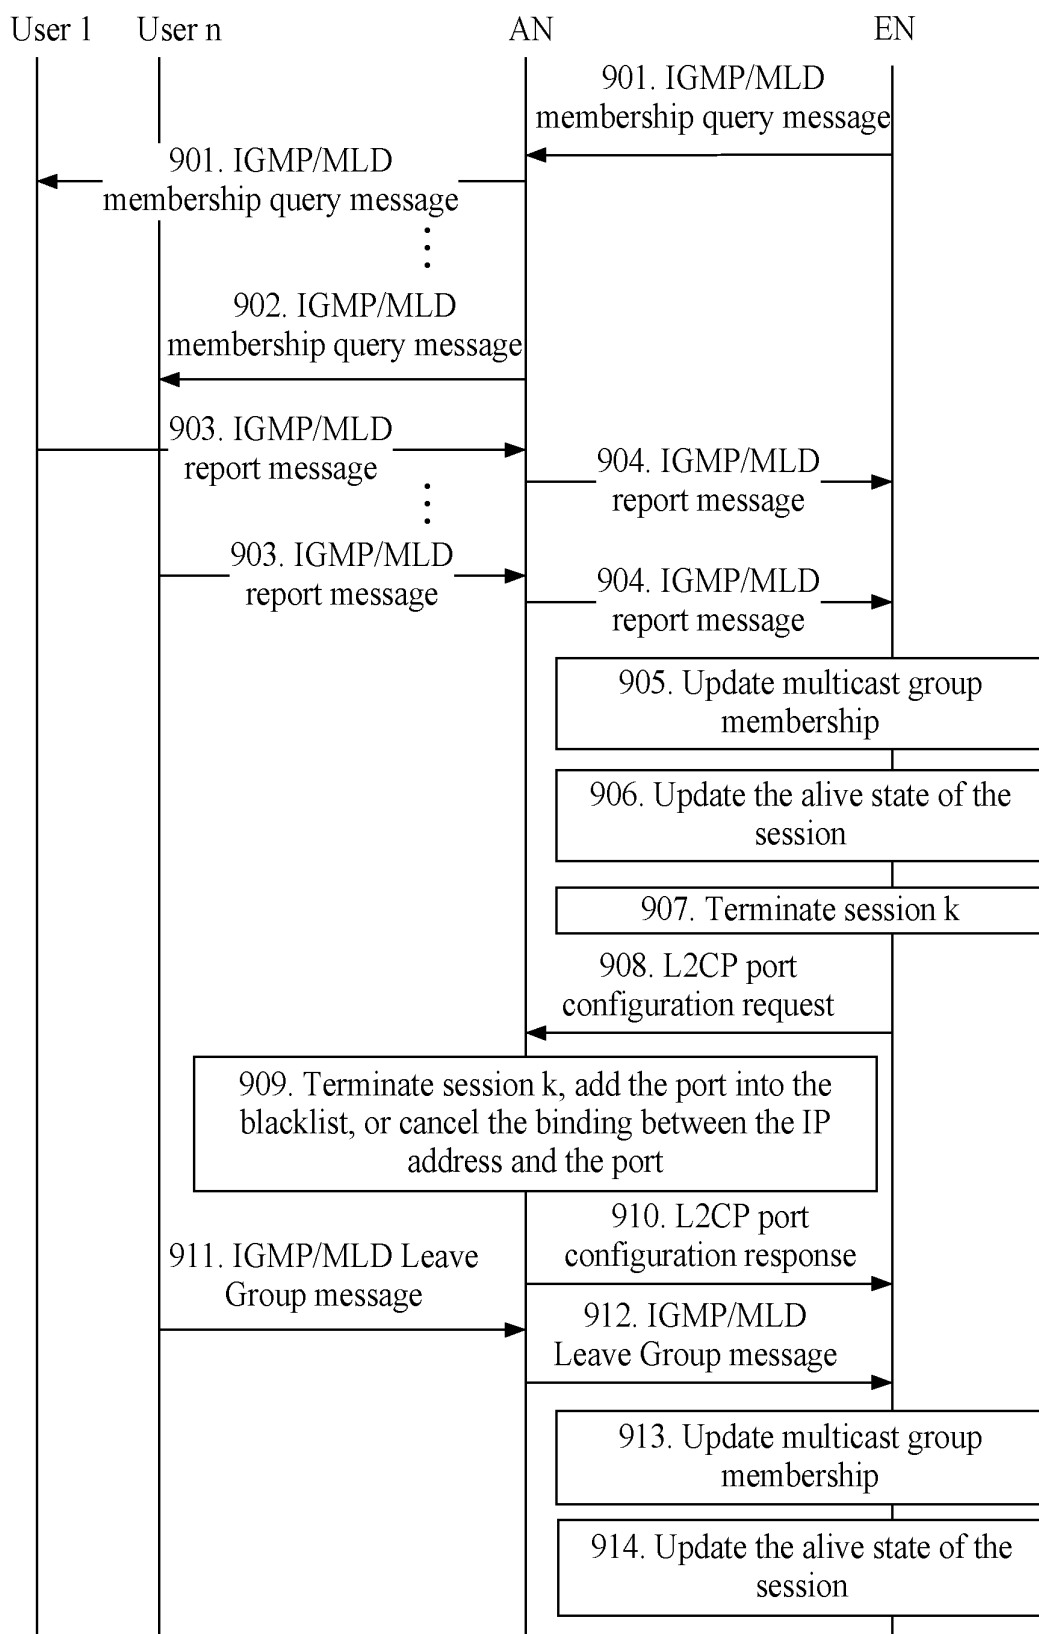 User 1
User n
AN
EN
901. IGMP/MLD
membership query message
901. IGMP/MLD
membership query message
902. IGMP/MLD
membership query message
903. IGMP/MLD
report message
904. IGMP/MLD
report message
903. IGMP/MLD
report message
904. IGMP/MLD
report message
905. Update multicast group
membership
906. Update the alive state of the
session
907. Terminate session k
908. L2CP port
configuration request
909. Terminate session k, add the port into the
blacklist, or cancel the binding between the IP
address and the port
910. L2CP port
configuration response
911. IGMP/MLD Leave
Group message
912. IGMP/MLD
Leave Group message
913. Update multicast group
membership
914. Update the alive state of the
session